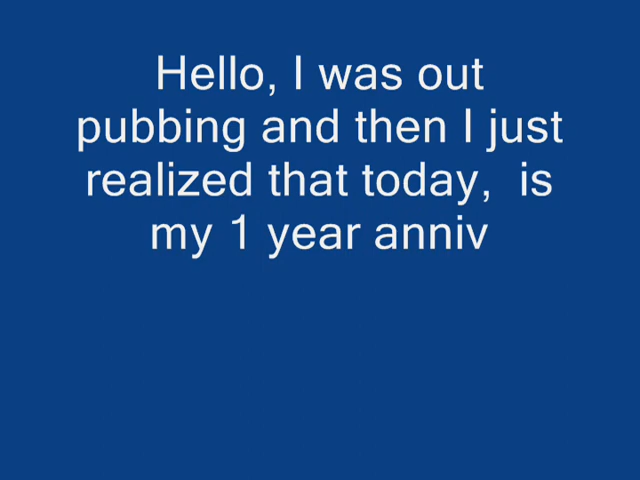 Hello, I was out
pubbing and then I just
realized that today,  is
my 1 year anniv